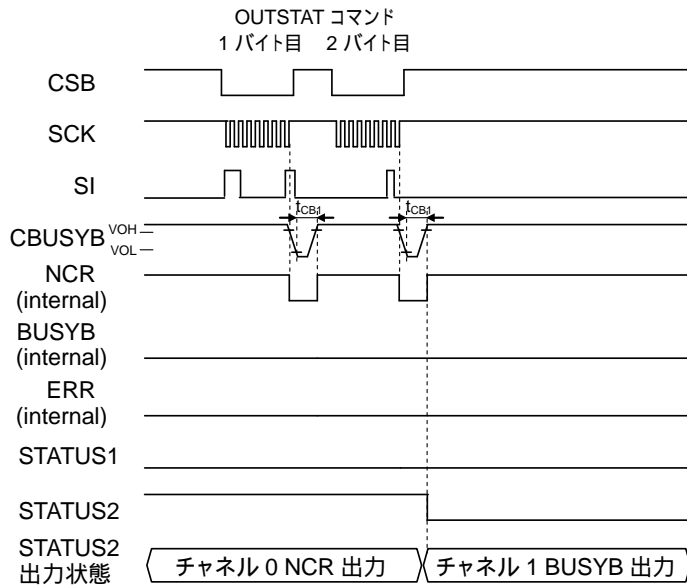 OUTSTAT コマンド
1 バイト目 2 バイト目
CSB
SCK
SI
tCB1 tCB1
CBUSYB VOH
VOL
NCR
(internal)
BUSYB
(internal)
ERR
(internal)
STATUS1
STATUS2
STATUS2
出力状態
チャネル 0 NCR 出力 チャネル 1 BUSYB 出力